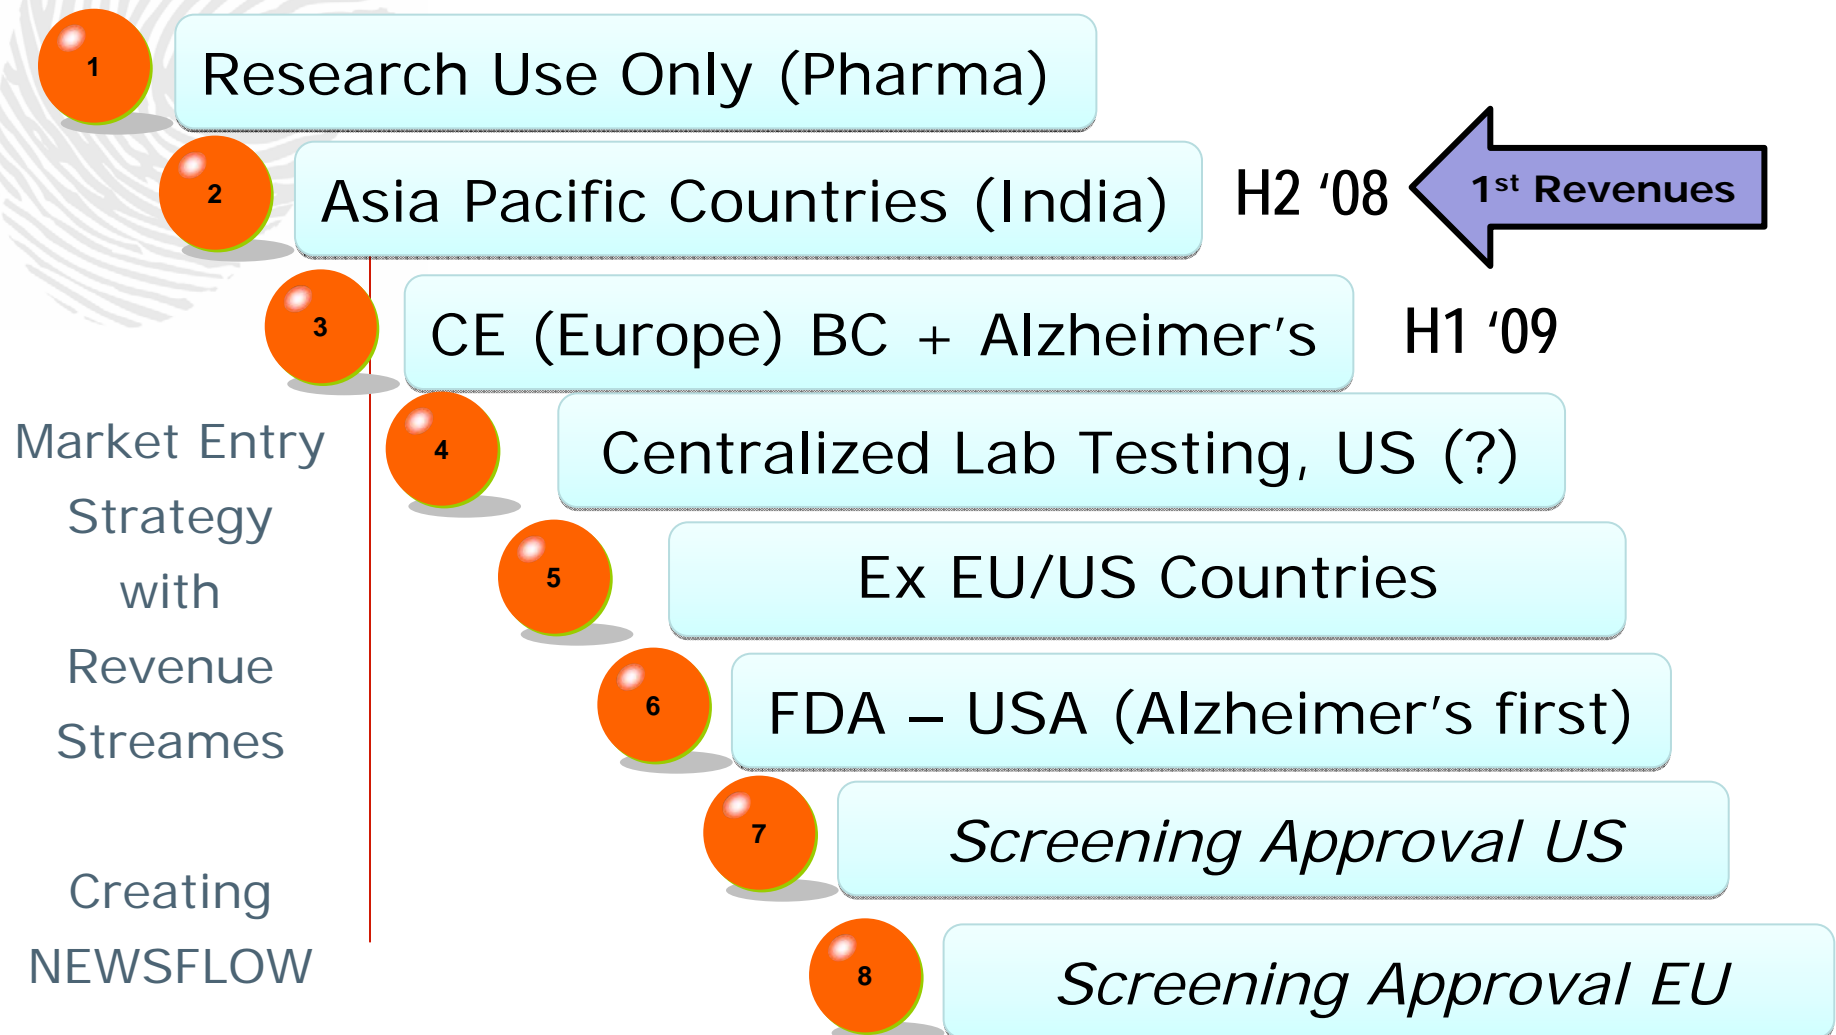 1
Research Use Only (Pharma)
2
Asia Pacific Countries (India)
H2 ‘08
1st Revenues
3
CE (Europe) BC + Alzheimer’s
H1 ‘09
4
Centralized Lab Testing, US (?)
5
Ex EU/US Countries
6
FDA – USA (Alzheimer’s first)
7
Screening Approval US
8
Screening Approval EU
Market Entry
Strategy
with
Revenue
Streames
Creating
NEWSFLOW